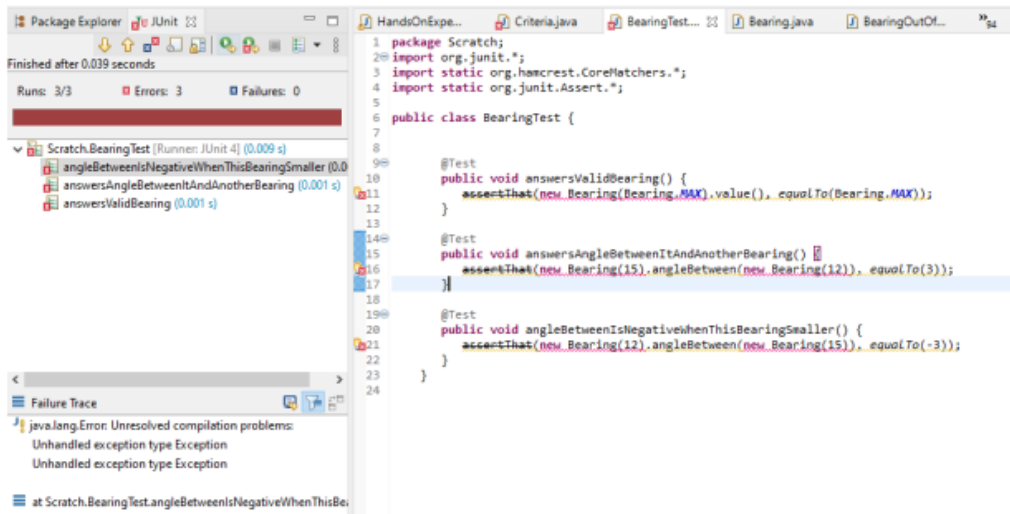 Package Explorer JUnit
Finished after 0.039 seconds
Runs: 3/3 Errors: 3 Failures: 0
Scratch.BearingTest [Runner: JUnit 4] (0.009 s)
angleBetweenIsNegativeWhenThisBearingSmaller (0.0
answersAngleBetweenItAndAnotherBearing (0.001 s)
answersValidBearing (0.001 s)
Failure Trace
java.lang.Error: Unresolved compilation problems:
Unhandled exception type Exception
Unhandled exception type Exception
at Scratch.BearingTest.angleBetweenIsNegativeWhenThisBea
HandsOnExpe... Criteria.java BearingTest.... Bearing.java BearingOutOf... »94
1 package Scratch;
2 import org.junit.*;
3 import static org.hamcrest.CoreMatchers.*;
4 import static org.junit.Assert.*;
5
6 public class BearingTest {
7
8
9 @Test
10 public void answersValidBearing() {
11 assertThat(new Bearing(Bearing.MAX).value(), equalTo(Bearing.MAX));
12 }
13
14 @Test
15 public void answersAngleBetweenItAndAnotherBearing() {
16 assertThat(new Bearing(15).angleBetween(new Bearing(12)), equalTo(3));
17 }
18
19 @Test
20 public void angleBetweenIsNegativeWhenThisBearingSmaller() {
21 assertThat(new Bearing(12).angleBetween(new Bearing(15)), equalTo(-3));
22 }
23 }
24